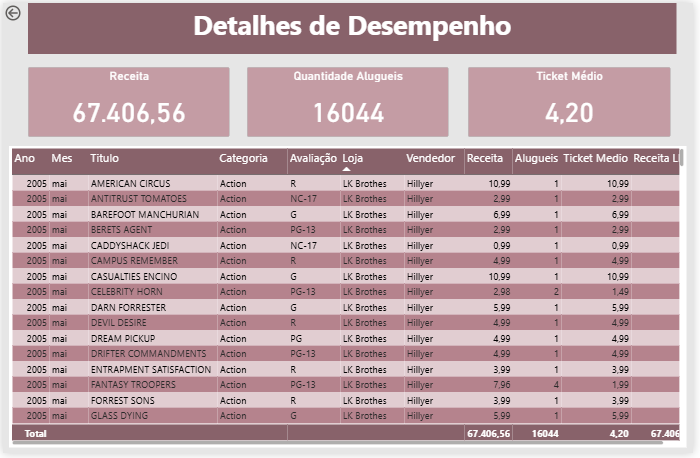 Detalhes de Desempenho
Receita Quantidade Alugueis Ticket Médio
67.406,56 16044 4,20
Ano Mes Título Categoria Avaliação Loja Vendedor Receita Alugueis Ticket Medio Receita L
2005 mai AMERICAN CIRCUS Action R LK Brothes Hillyer 10,99 1 10,99
2005 mai ANTITRUST TOMATOES Action NC-17 LK Brothes Hillyer 2,99 1 2,99
2005 mai BAREFOOT MANCHURIAN Action G LK Brothes Hillyer 6,99 1 6,99
2005 mai BERETS AGENT Action PG-13 LK Brothes Hillyer 2,99 1 2,99
2005 mai CADDYSHACK JEDI Action NC-17 LK Brothes Hillyer 0,99 1 0,99
2005 mai CAMPUS REMEMBER Action R LK Brothes Hillyer 4,99 1 4,99
2005 mai CASUALTIES ENCINO Action G LK Brothes Hillyer 10,99 1 10,99
2005 mai CELEBRITY HORN Action PG-13 LK Brothes Hillyer 2,98 2 1,49
2005 mai DARN FORRESTER Action G LK Brothes Hillyer 5,99 1 5,99
2005 mai DEVIL DESIRE Action R LK Brothes Hillyer 4,99 1 4,99
2005 mai DREAM PICKUP Action PG LK Brothes Hillyer 4,99 1 4,99
2005 mai DRIFTER COMMANDMENTS Action PG-13 LK Brothes Hillyer 4,99 1 4,99
2005 mai ENTRAPMENT SATISFACTION Action R LK Brothes Hillyer 3,99 1 3,99
2005 mai FANTASY TROOPERS Action PG-13 LK Brothes Hillyer 7,96 4 1,99
2005 mai FORREST SONS Action R LK Brothes Hillyer 3,99 1 3,99
2005 mai GLASS DYING Action G LK Brothes Hillyer 5,99 1 5,99
Total 67.406,56 16044 4,20 67.406